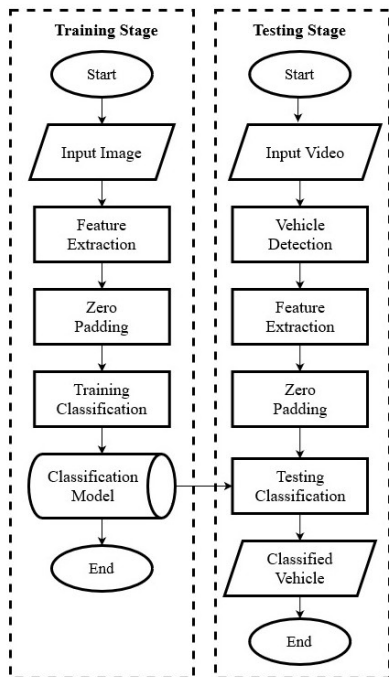 Training Stage
Start
Input Image
Feature
Extraction
Zero
Padding
Training
Classification
Classification
Model
End
Testing Stage
Start
Input Video
Vehicle
Detection
Feature
Extraction
Zero
Padding
Testing
Classification
Classified
Vehicle
End